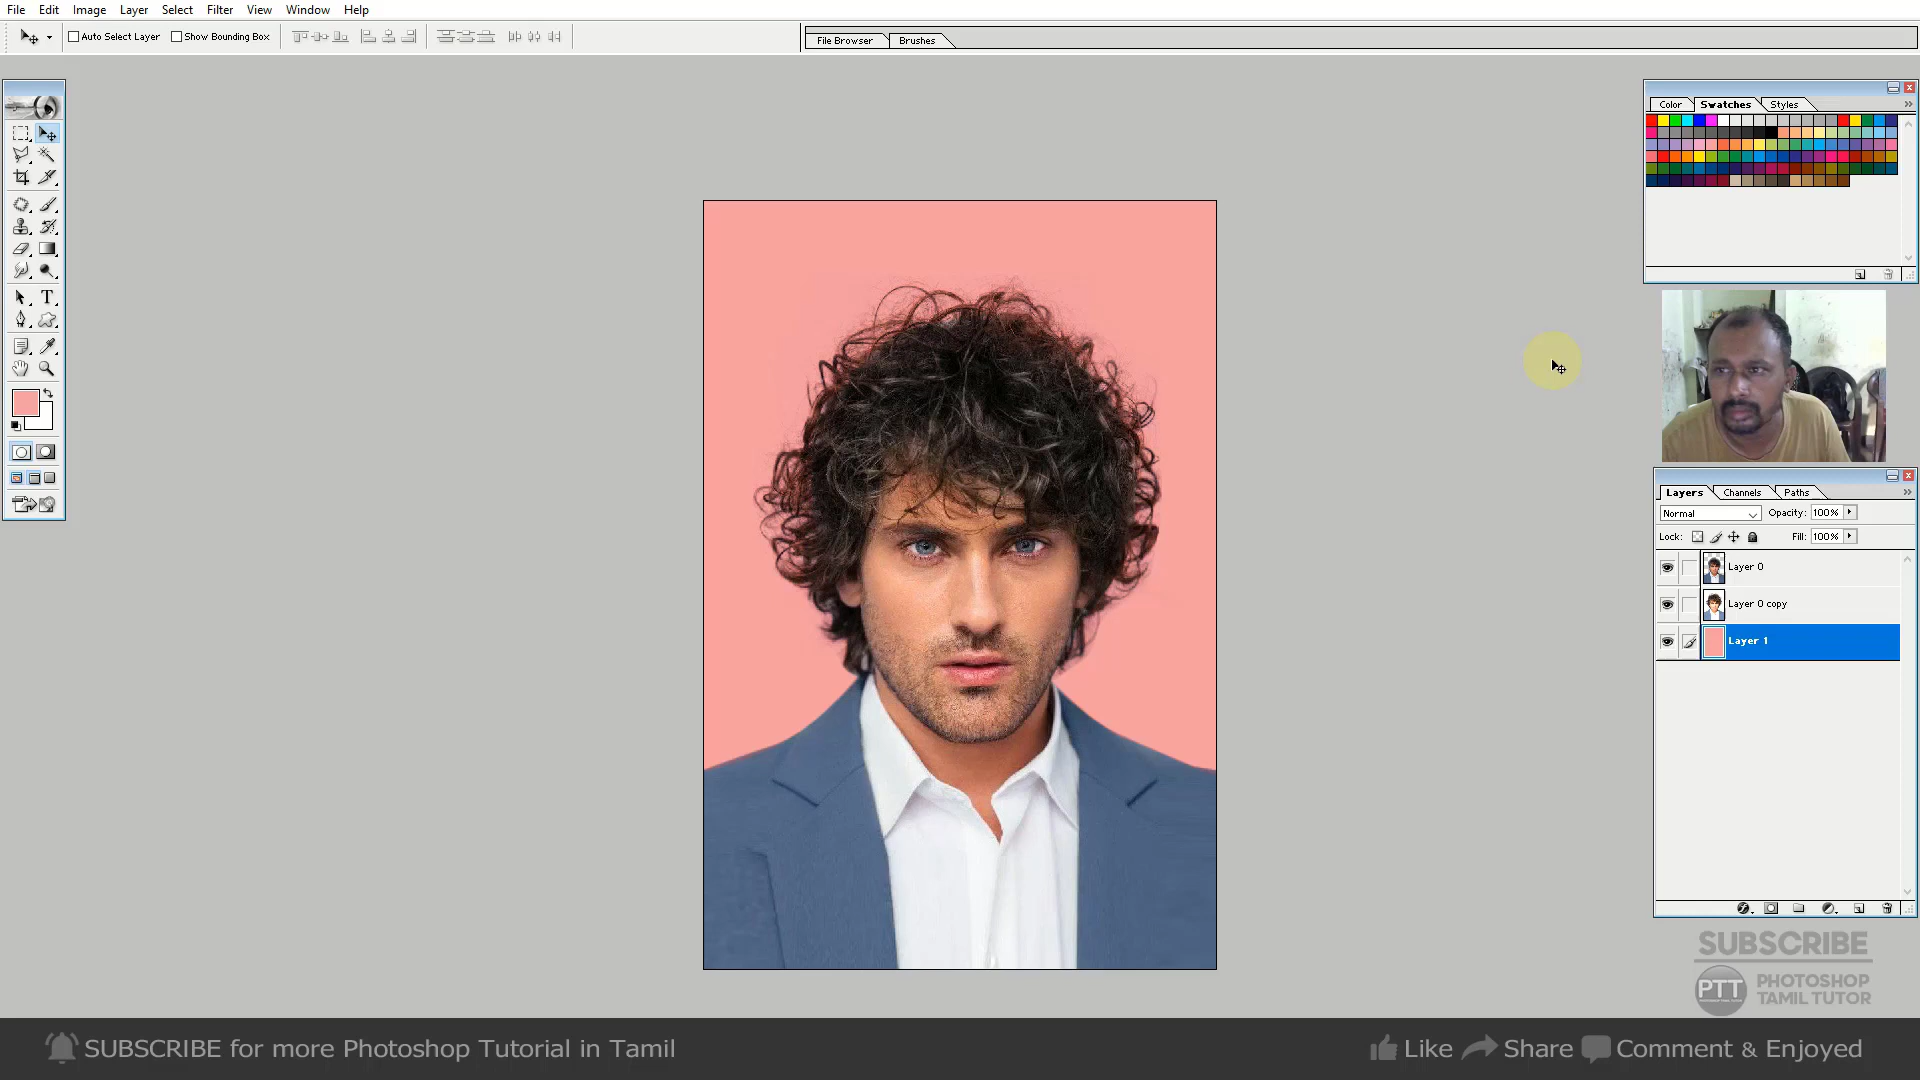 File Edit Image Layer Select Filter View Window Help
Auto Select Layer Show Bounding Box
File Browser Brushes
Color Swatches Styles
Layers Channels Paths
Normal Opacity: 100%
Lock: Fill: 100%
Layer 0
Layer 0 copy
Layer 1
T
SUBSCRIBE
PTT PHOTOSHOP
TAMIL TUTOR
SUBSCRIBE for more Photoshop Tutorial in Tamil
Like Share Comment & Enjoyed